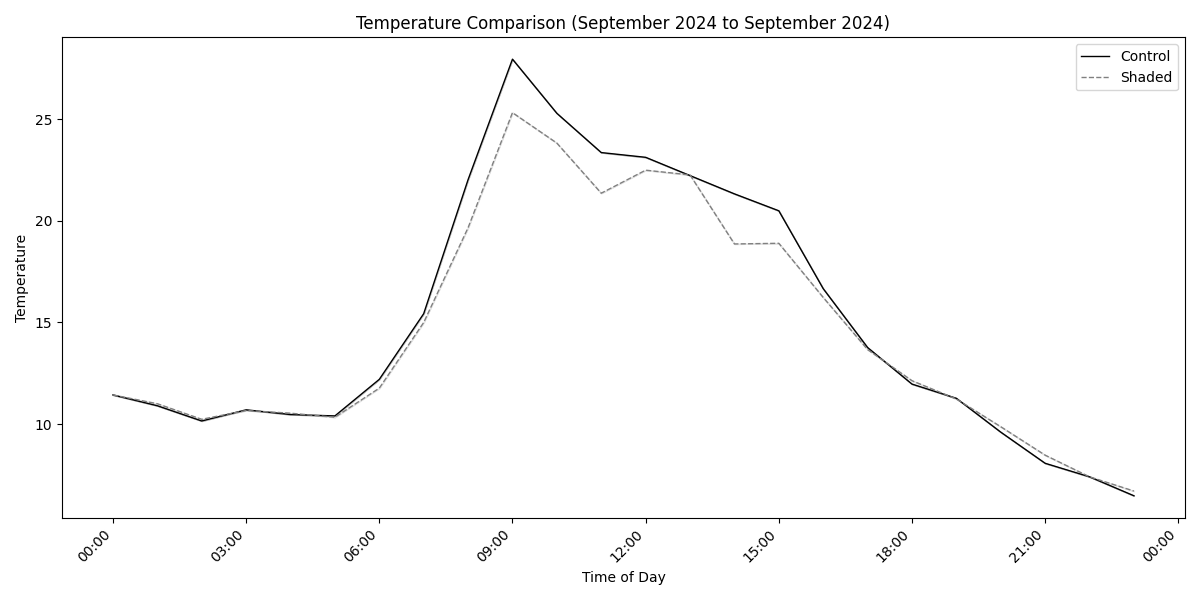 Temperature Comparison (September 2024 to September 2024)
Control
Shaded
Temperature
25
20
15
10
00:00
03:00
06:00
09:00
12:00
15:00
18:00
21:00
00:00
Time of Day